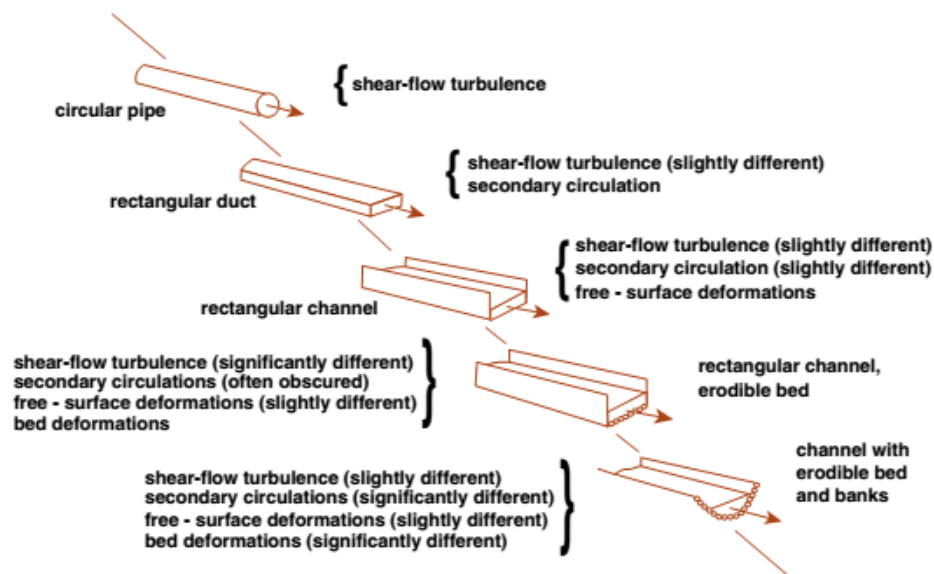 shear-flow turbulence
circular pipe
shear-flow turbulence (slightly different)
secondary circulation
rectangular duct
shear-flow turbulence (slightly different)
secondary circulation (slightly different)
free - surface deformations
rectangular channel
shear-flow turbulence (significantly different)
secondary circulations (often obscured)
free - surface deformations (slightly different)
bed deformations
rectangular channel,
erodible bed
shear-flow turbulence (slightly different)
secondary circulations (significantly different)
free - surface deformations (slightly different)
bed deformations (significantly different)
channel with
erodible bed
and banks